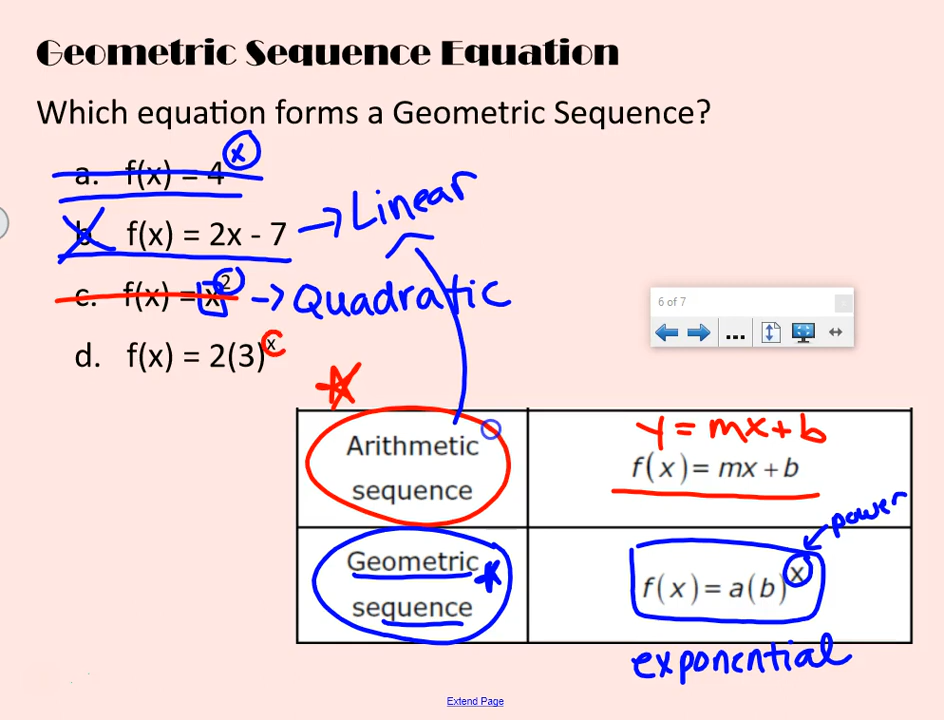 Geometric Sequence Equation
Which equation forms a Geometric Sequence?
a. f(x) = 4^x
b. f(x) = 2x - 7 → Linear
c. f(x) = x² → Quadratic
d. f(x) = 2(3)^x
6 of 7
...
y = mx + b
Arithmetic sequence
f(x) = mx + b
power
Geometric sequence
f(x) = a(b)^x
exponential
Extend Page